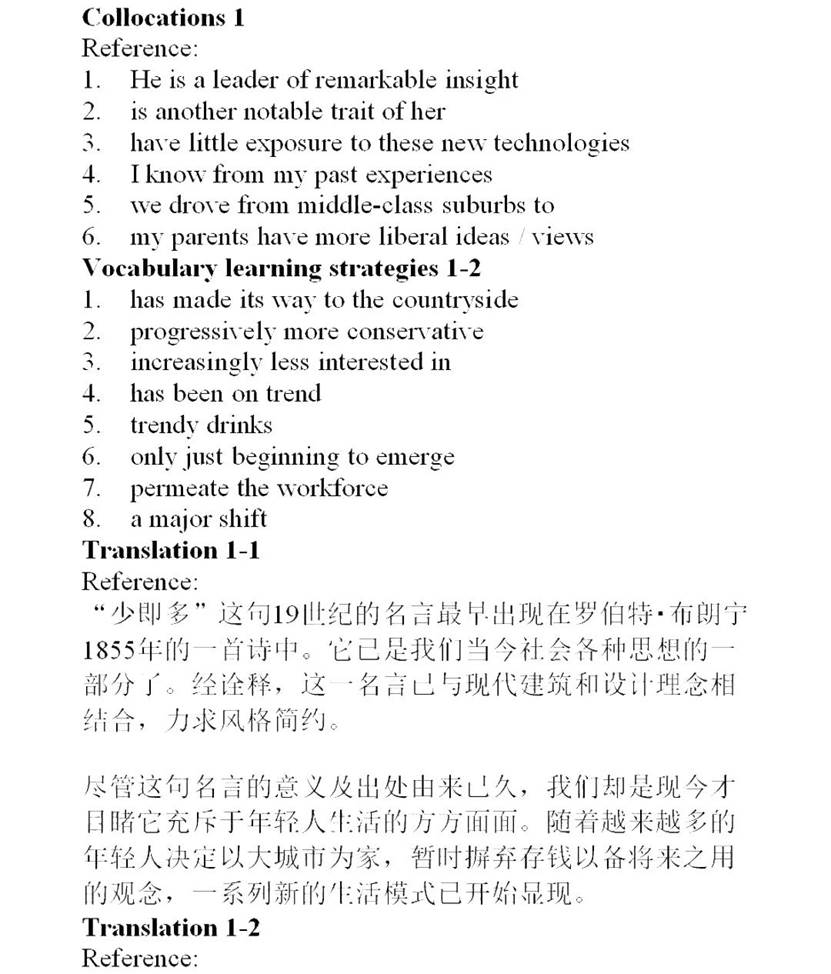 Collocations 1
Reference:
1. He is a leader of remarkable insight
2. is another notable trait of her
3. have little exposure to these new technologies
4. I know from my past experiences
5. we drove from middle-class suburbs to
6. my parents have more liberal ideas / views
Vocabulary learning strategies 1-2
1. has made its way to the countryside
2. progressively more conservative
3. increasingly less interested in
4. has been on trend
5. trendy drinks
6. only just beginning to emerge
7. permeate the workforce
8. a major shift
Translation 1-1
Reference:
“少即多”这句19世纪的名言最早出现在罗伯特·布朗宁
1855年的一首诗中。它已是我们当今社会各种思想的一
部分了。经诠释，这一名言已与现代建筑和设计理念相
结合，力求风格简约。
尽管这句名言的意义及出处由来已久，我们却是现今才
目睹它充斥于年轻人生活的方方面面。随着越来越多的
年轻人决定以大城市为家，暂时摒弃存钱以备将来之用
的观念，一系列新的生活模式已开始显现。
Translation 1-2
Reference: